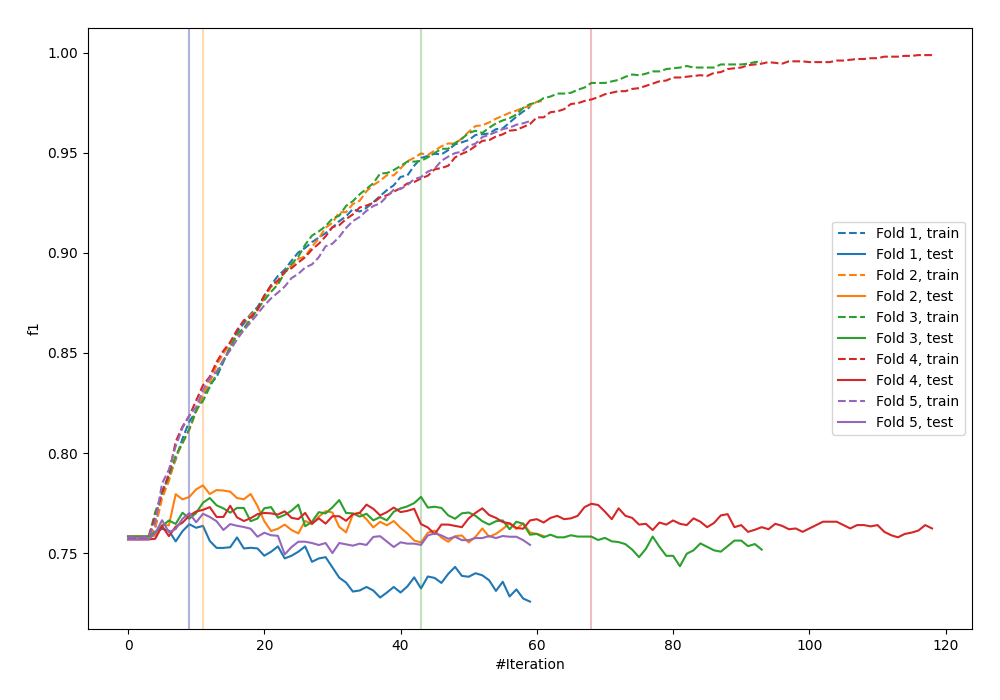 1.00
0.95
0.90
0.85
0.80
0.75
f1
0 20 40 60 80 100 120
#Iteration
Fold 1, train
Fold 1, test
Fold 2, train
Fold 2, test
Fold 3, train
Fold 3, test
Fold 4, train
Fold 4, test
Fold 5, train
Fold 5, test